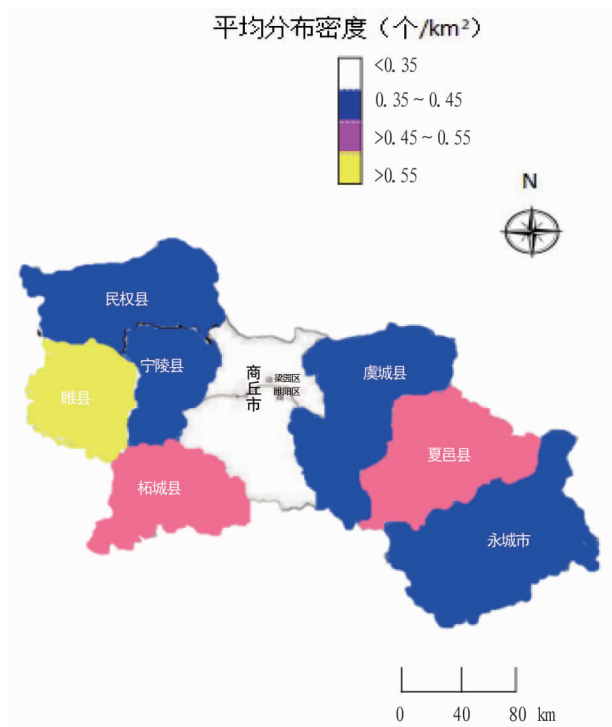 平均分布密度（个/km²）
<0.35
0.35～0.45
>0.45～0.55
>0.55
N
民权县
宁陵县
睢县
商丘市
梁园区
睢阳区
虞城县
夏邑县
柘城县
永城市
0 40 80 km